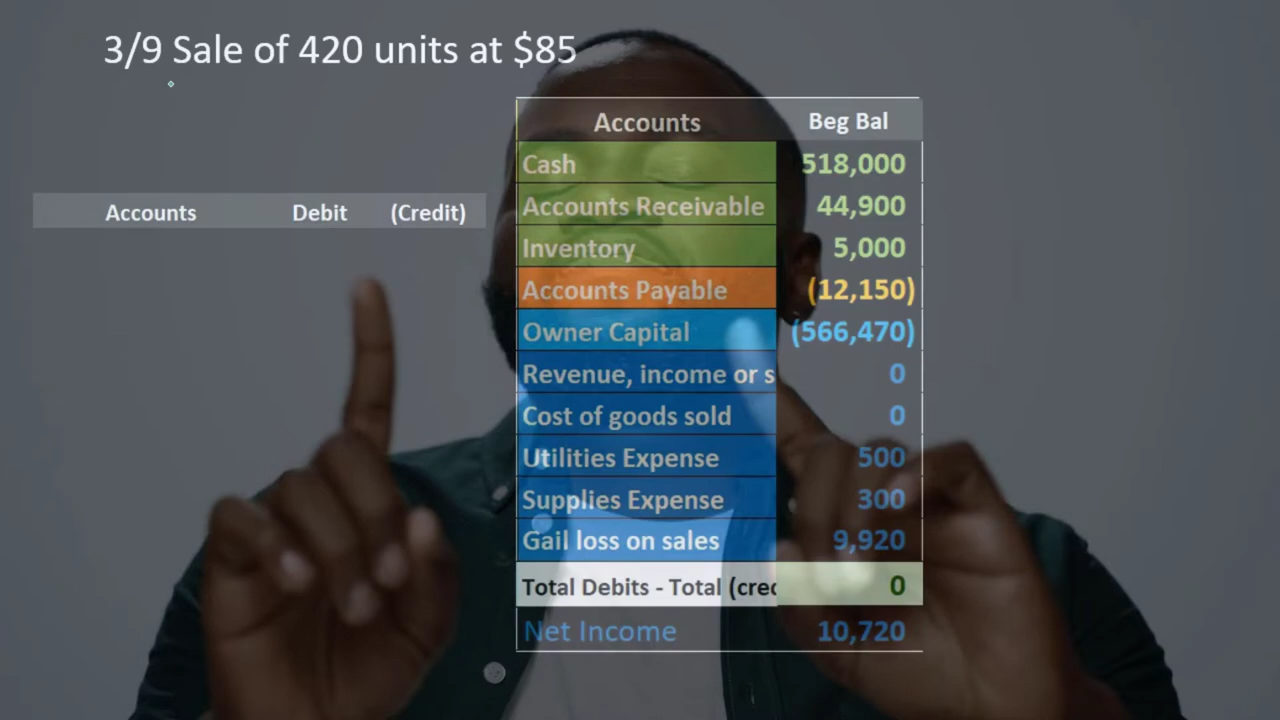 3/9 Sale of 420 units at $85
Accounts Debit (Credit)
Accounts Beg Bal
Cash 518,000
Accounts Receivable 44,900
Inventory 5,000
Accounts Payable (12,150)
Owner Capital (566,470)
Revenue, income or s 0
Cost of goods sold 0
Utilities Expense 500
Supplies Expense 300
Gail loss on sales 9,920
Total Debits - Total (cred 0
Net Income 10,720